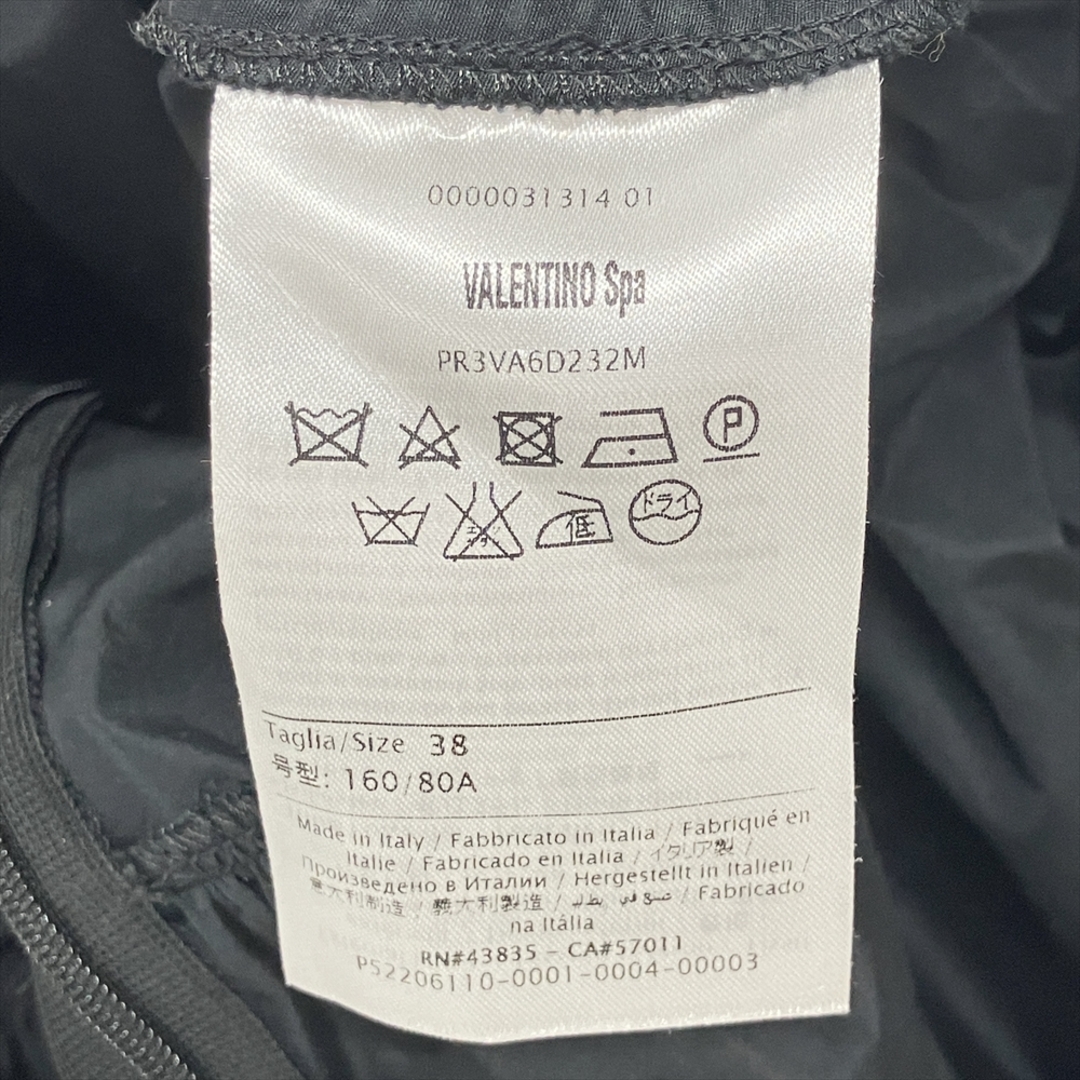 0000031314 01
VALENTINO Spa
PR3VA6D232M
P
低
ドライ
Taglia/Size 38
号型: 160/80A
Made in Italy / Fabbricato in Italia / Fabriqué en
Italie / Fabricado en Italia / イタリア製 /
Произведено в Италии / Hergestellt in Italien /
意大利制造 / 義大利製造 / / Fabricado
na Itália
RN#43835 - CA#57011
P52206110-0001-0004-00003